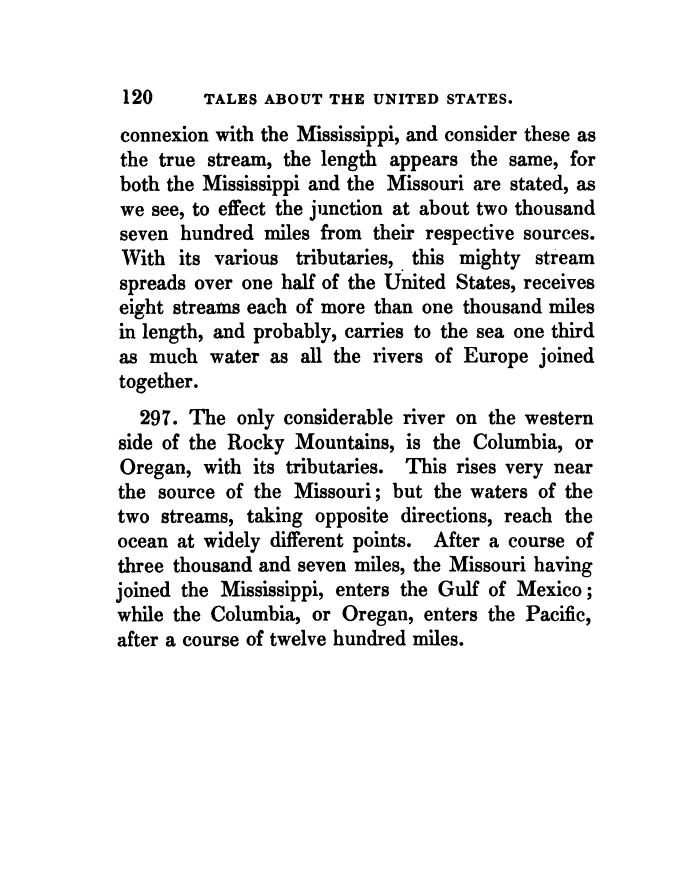 120 TALES ABOUT THE UNITED STATES.
connexion with the Mississippi, and consider these as
the true stream, the length appears the same, for
both the Mississippi and the Missouri are stated, as
we see, to effect the junction at about two thousand
seven hundred miles from their respective sources.
With its various tributaries, this mighty stream
spreads over one half of the United States, receives
eight streams each of more than one thousand miles
in length, and probably, carries to the sea one third
as much water as all the rivers of Europe joined
together.
297. The only considerable river on the western
side of the Rocky Mountains, is the Columbia, or
Oregan, with its tributaries. This rises very near
the source of the Missouri; but the waters of the
two streams, taking opposite directions, reach the
ocean at widely different points. After a course of
three thousand and seven miles, the Missouri having
joined the Mississippi, enters the Gulf of Mexico;
while the Columbia, or Oregan, enters the Pacific,
after a course of twelve hundred miles.